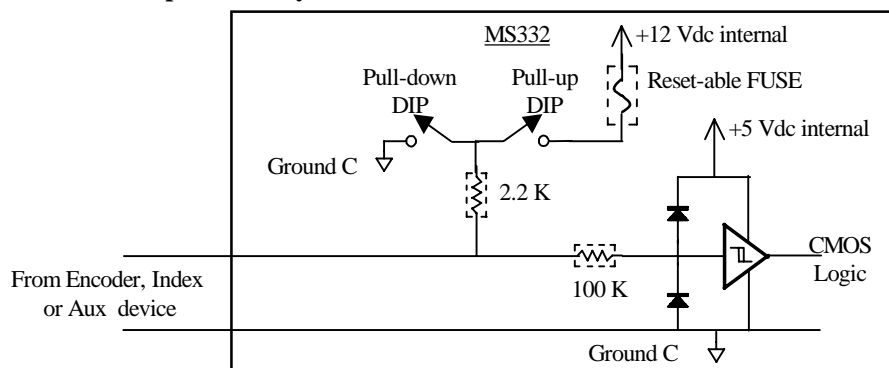 MS332
+12 Vdc internal
Pull-down
DIP
Pull-up
DIP
Reset-able FUSE
+5 Vdc internal
Ground C
2.2 K
100 K
CMOS
Logic
From Encoder, Index
or Aux device
Ground C